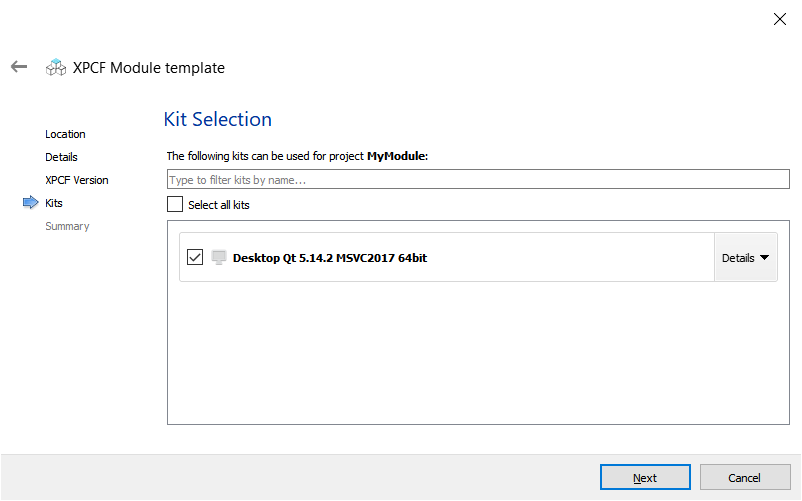 XPCF Module template
Location
Details
XPCF Version
Kits
Summary
Kit Selection
The following kits can be used for project MyModule:
Type to filter kits by name...
Select all kits
Desktop Qt 5.14.2 MSVC2017 64bit
Details
Next
Cancel